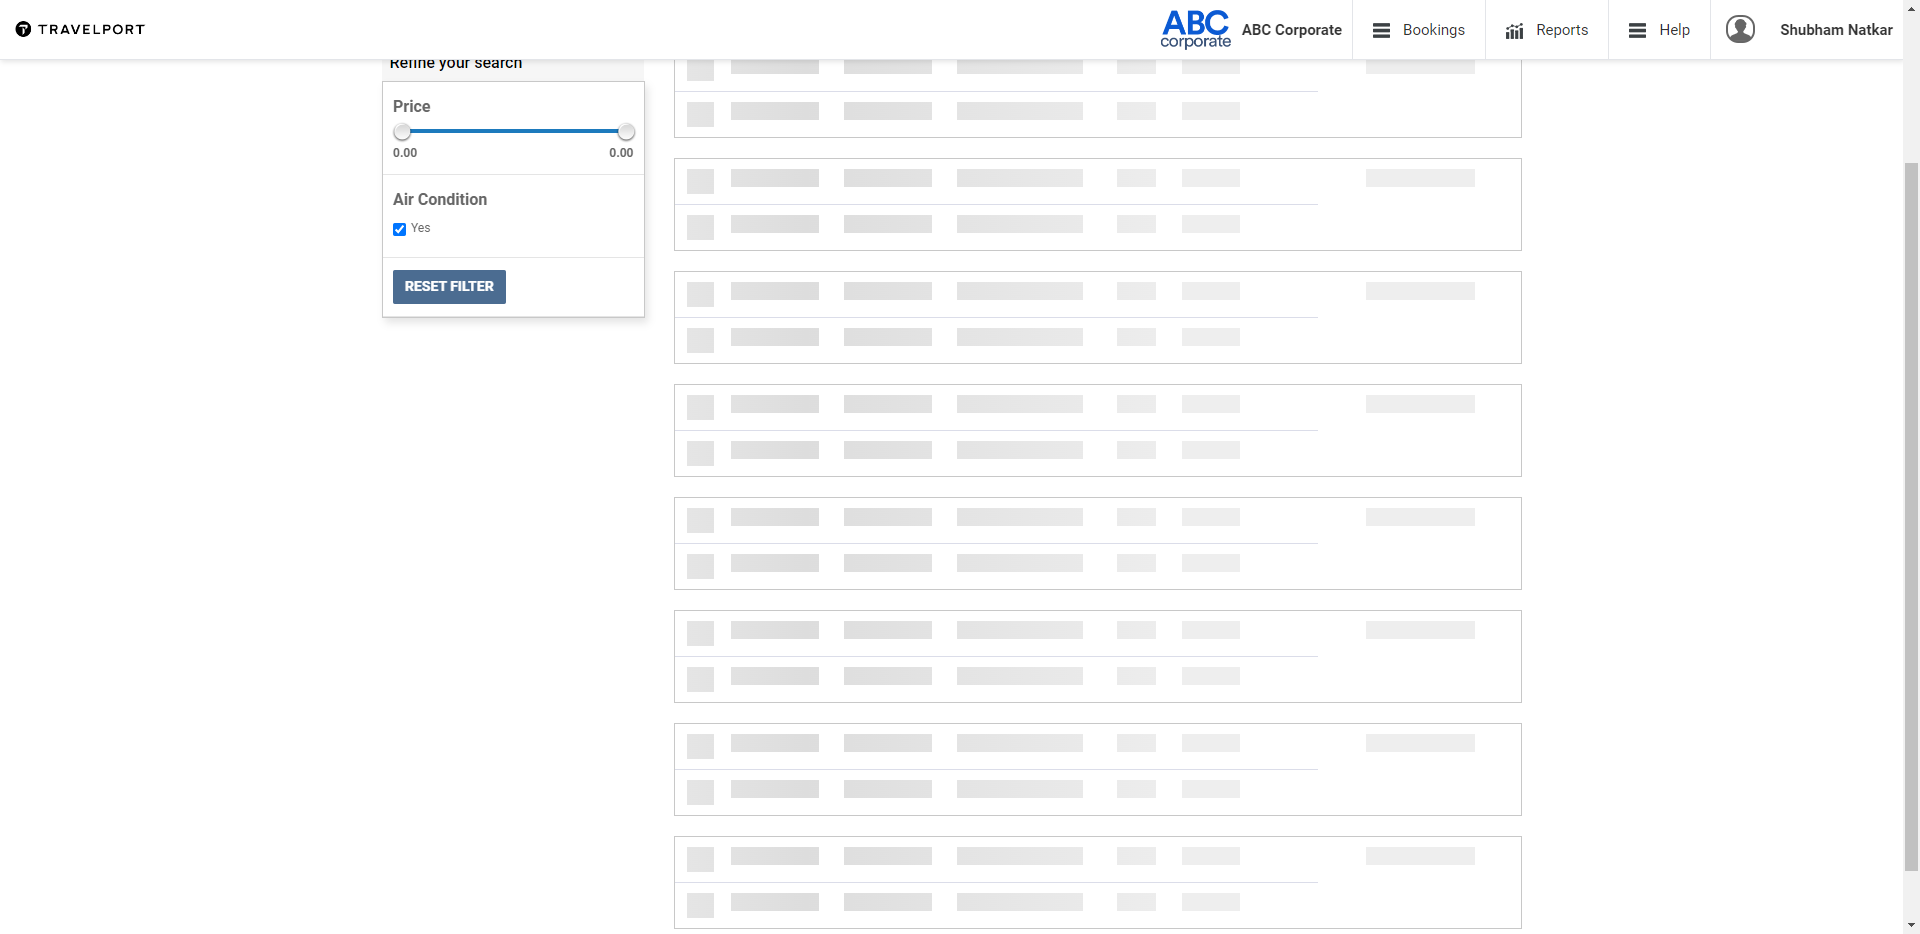 TRAVELPORT
ABC
corporate
ABC Corporate
Bookings
Reports
Help
Shubham Natkar
Refine your search
Price
0.00
0.00
Air Condition
Yes
RESET FILTER